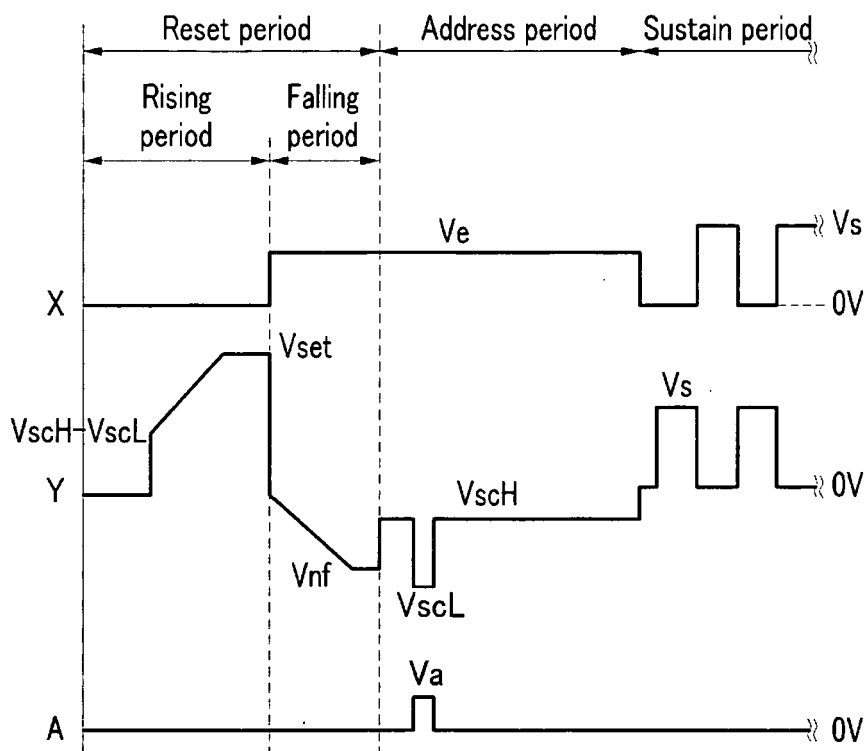 Reset period Address period Sustain period
Rising period
Falling period
Ve
Vs
X
0V
Vset
Vs
VscH-VscL
Y
VscH
0V
Vnf
VscL
Va
A
0V